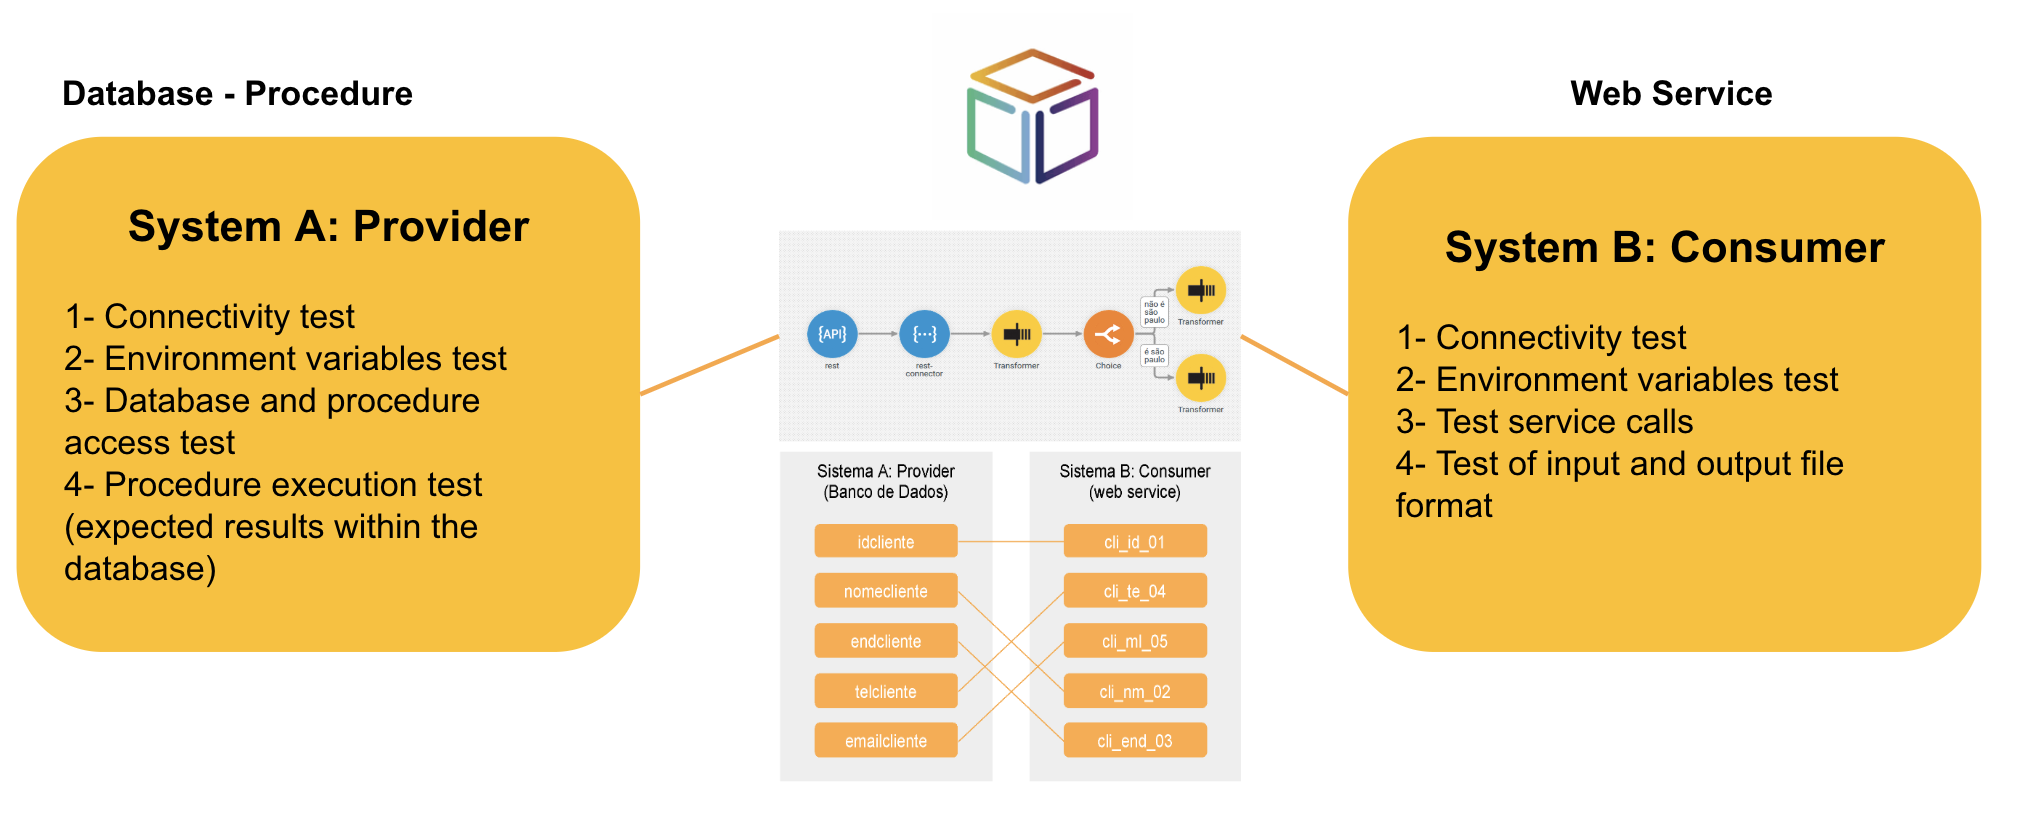 Database - Procedure
System A: Provider
1- Connectivity test
2- Environment variables test
3- Database and procedure
access test
4- Procedure execution test
(expected results within the
database)
{API}
rest
{···}
rest-
connector
Transformer
Choice
não é
são
paulo
é são
paulo
Transformer
Transformer
Sistema A: Provider
(Banco de Dados)
idcliente
nomecliente
endcliente
telcliente
emailcliente
Sistema B: Consumer
(web service)
cli_id_01
cli_te_04
cli_ml_05
cli_nm_02
cli_end_03
Web Service
System B: Consumer
1- Connectivity test
2- Environment variables test
3- Test service calls
4- Test of input and output file
format